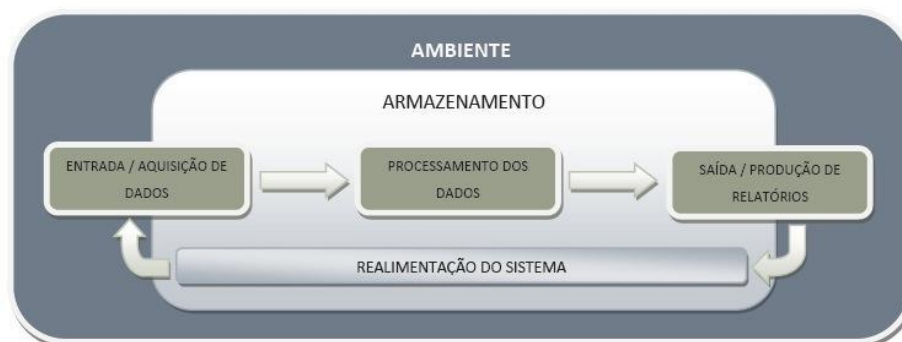 AMBIENTE
ARMAZENAMENTO
ENTRADA / AQUISIÇÃO DE
DADOS
PROCESSAMENTO DOS
DADOS
SAÍDA / PRODUÇÃO DE
RELATÓRIOS
REALIMENTAÇÃO DO SISTEMA